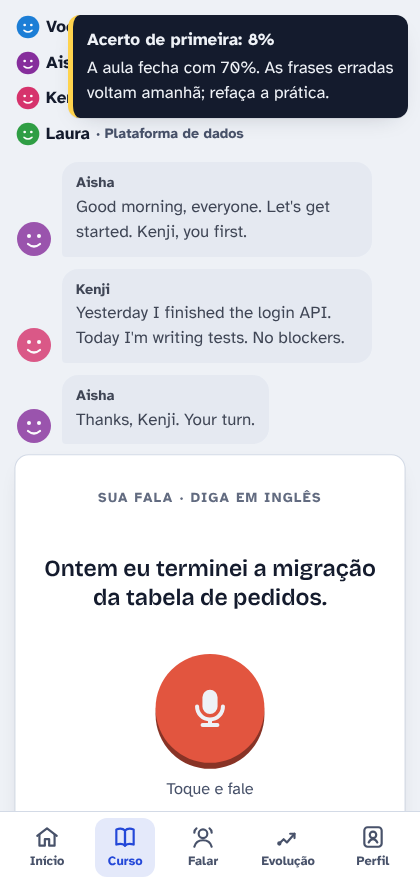 Acerto de primeira: 8%
A aula fecha com 70%. As frases erradas
voltam amanhã; refaça a prática.
Laura · Plataforma de dados
Aisha
Good morning, everyone. Let's get
started. Kenji, you first.
Kenji
Yesterday I finished the login API.
Today I'm writing tests. No blockers.
Aisha
Thanks, Kenji. Your turn.
SUA FALA · DIGA EM INGLÊS
Ontem eu terminei a migração
da tabela de pedidos.
Toque e fale
Início
Curso
Falar
Evolução
Perfil